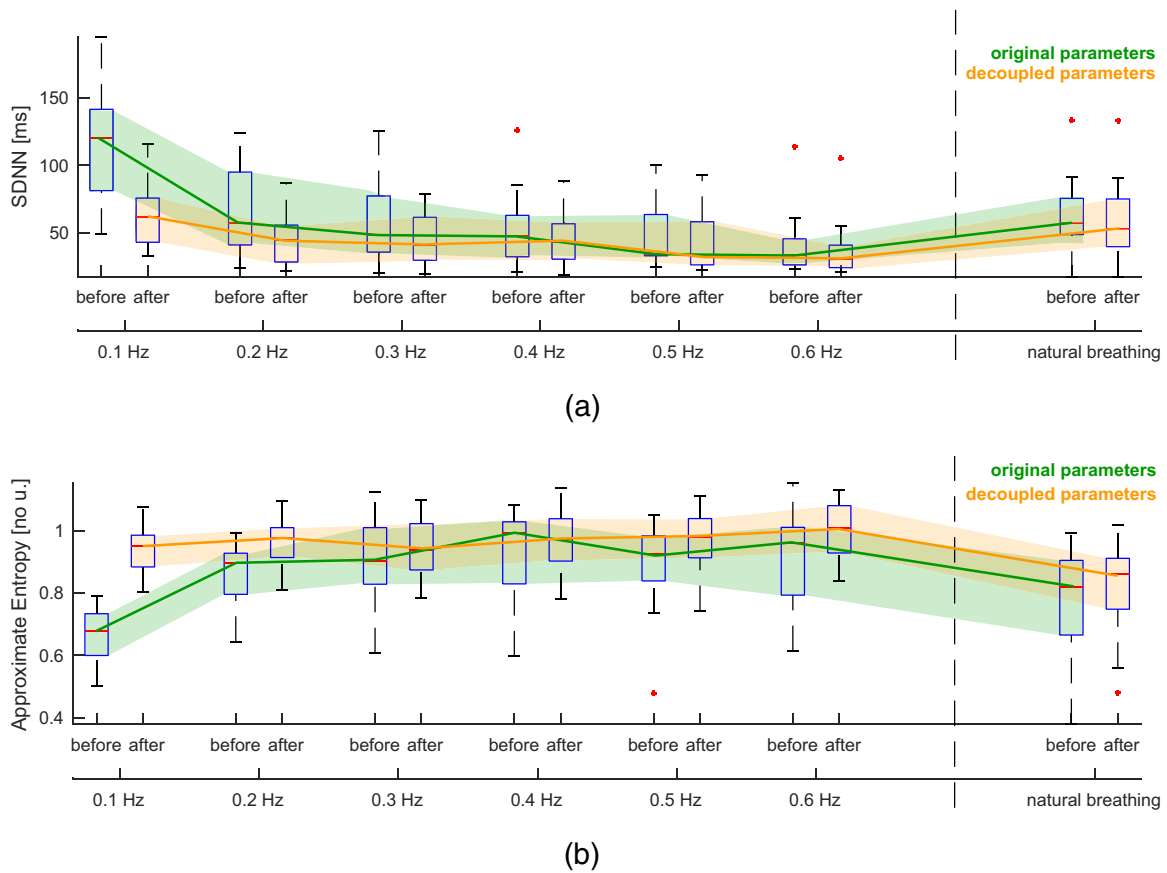 original parameters
decoupled parameters
SDNN [ms]
150
100
50
before after before after before after before after before after before after before after
0.1 Hz 0.2 Hz 0.3 Hz 0.4 Hz 0.5 Hz 0.6 Hz natural breathing
(a)
original parameters
decoupled parameters
Approximate Entropy [no u.]
1
0.8
0.6
0.4
before after before after before after before after before after before after before after
0.1 Hz 0.2 Hz 0.3 Hz 0.4 Hz 0.5 Hz 0.6 Hz natural breathing
(b)